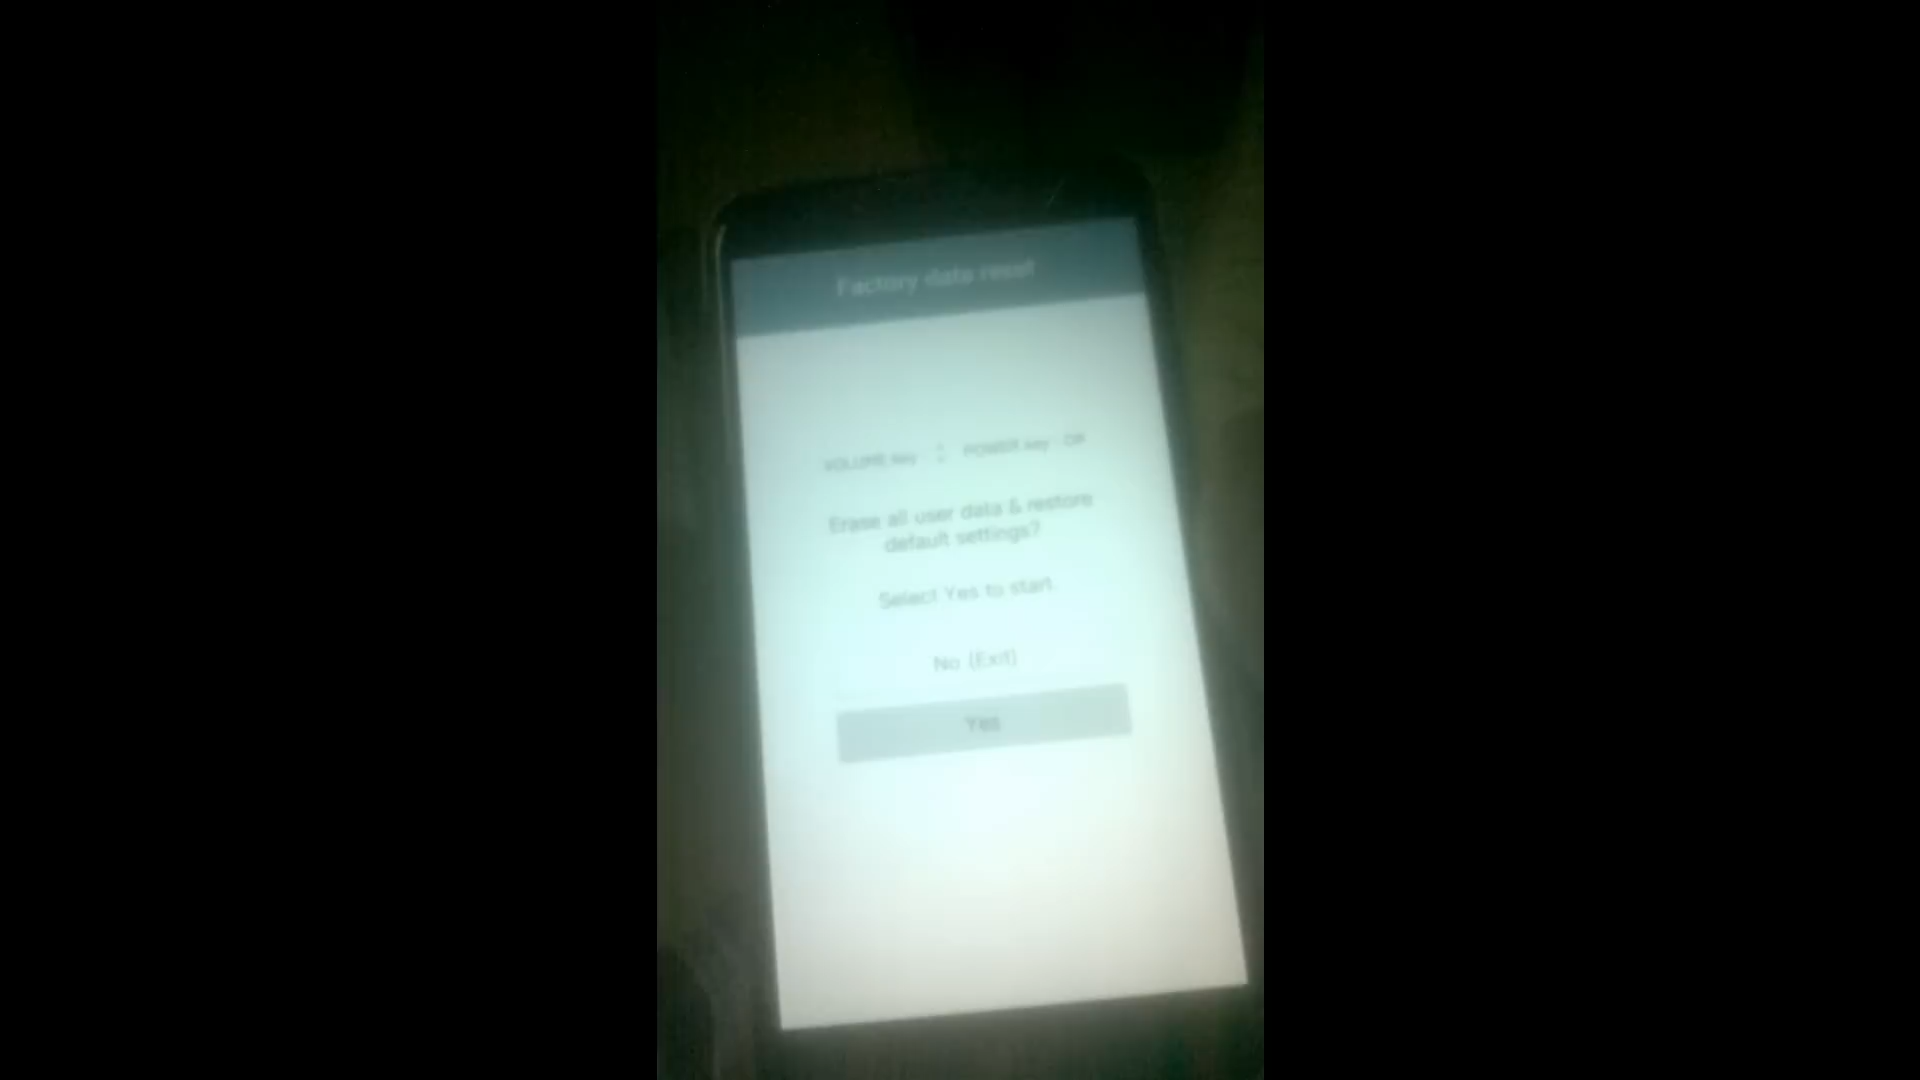 Factory data reset
VOLUME key : POWER key : OK
Erase all user data & restore
default settings?
Select Yes to start.
No (Exit)
Yes